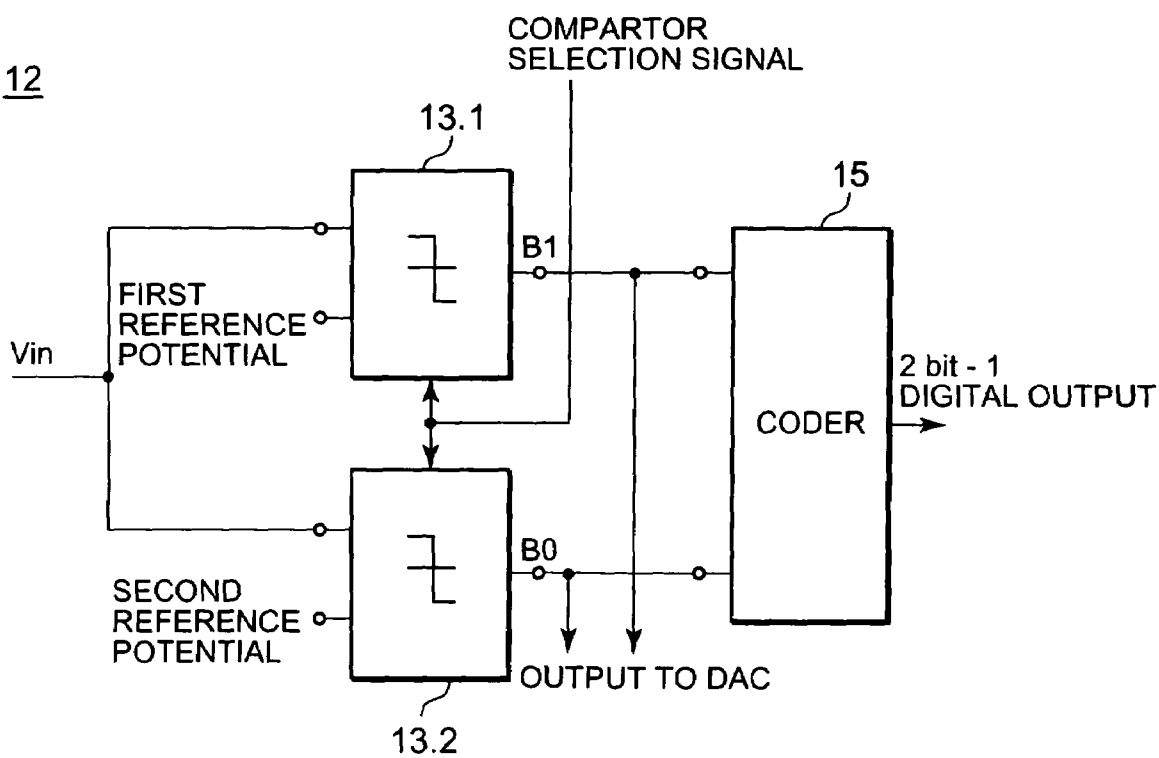 COMPARTOR
SELECTION SIGNAL
12
13.1
15
B1
FIRST
REFERENCE
POTENTIAL
Vin
2 bit - 1
DIGITAL OUTPUT
CODER
B0
SECOND
REFERENCE
POTENTIAL
OUTPUT TO DAC
13.2